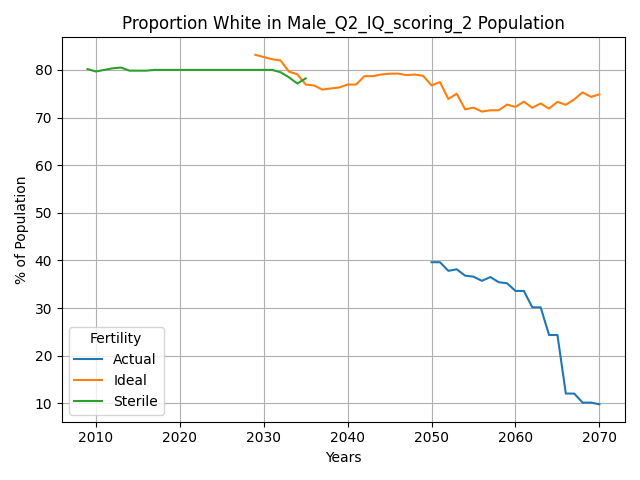 Proportion White in Male_Q2_IQ_scoring_2 Population
% of Population
80
70
60
50
40
30
20
10
Fertility
Actual
Ideal
Sterile
2010 2020 2030 2040 2050 2060 2070
Years